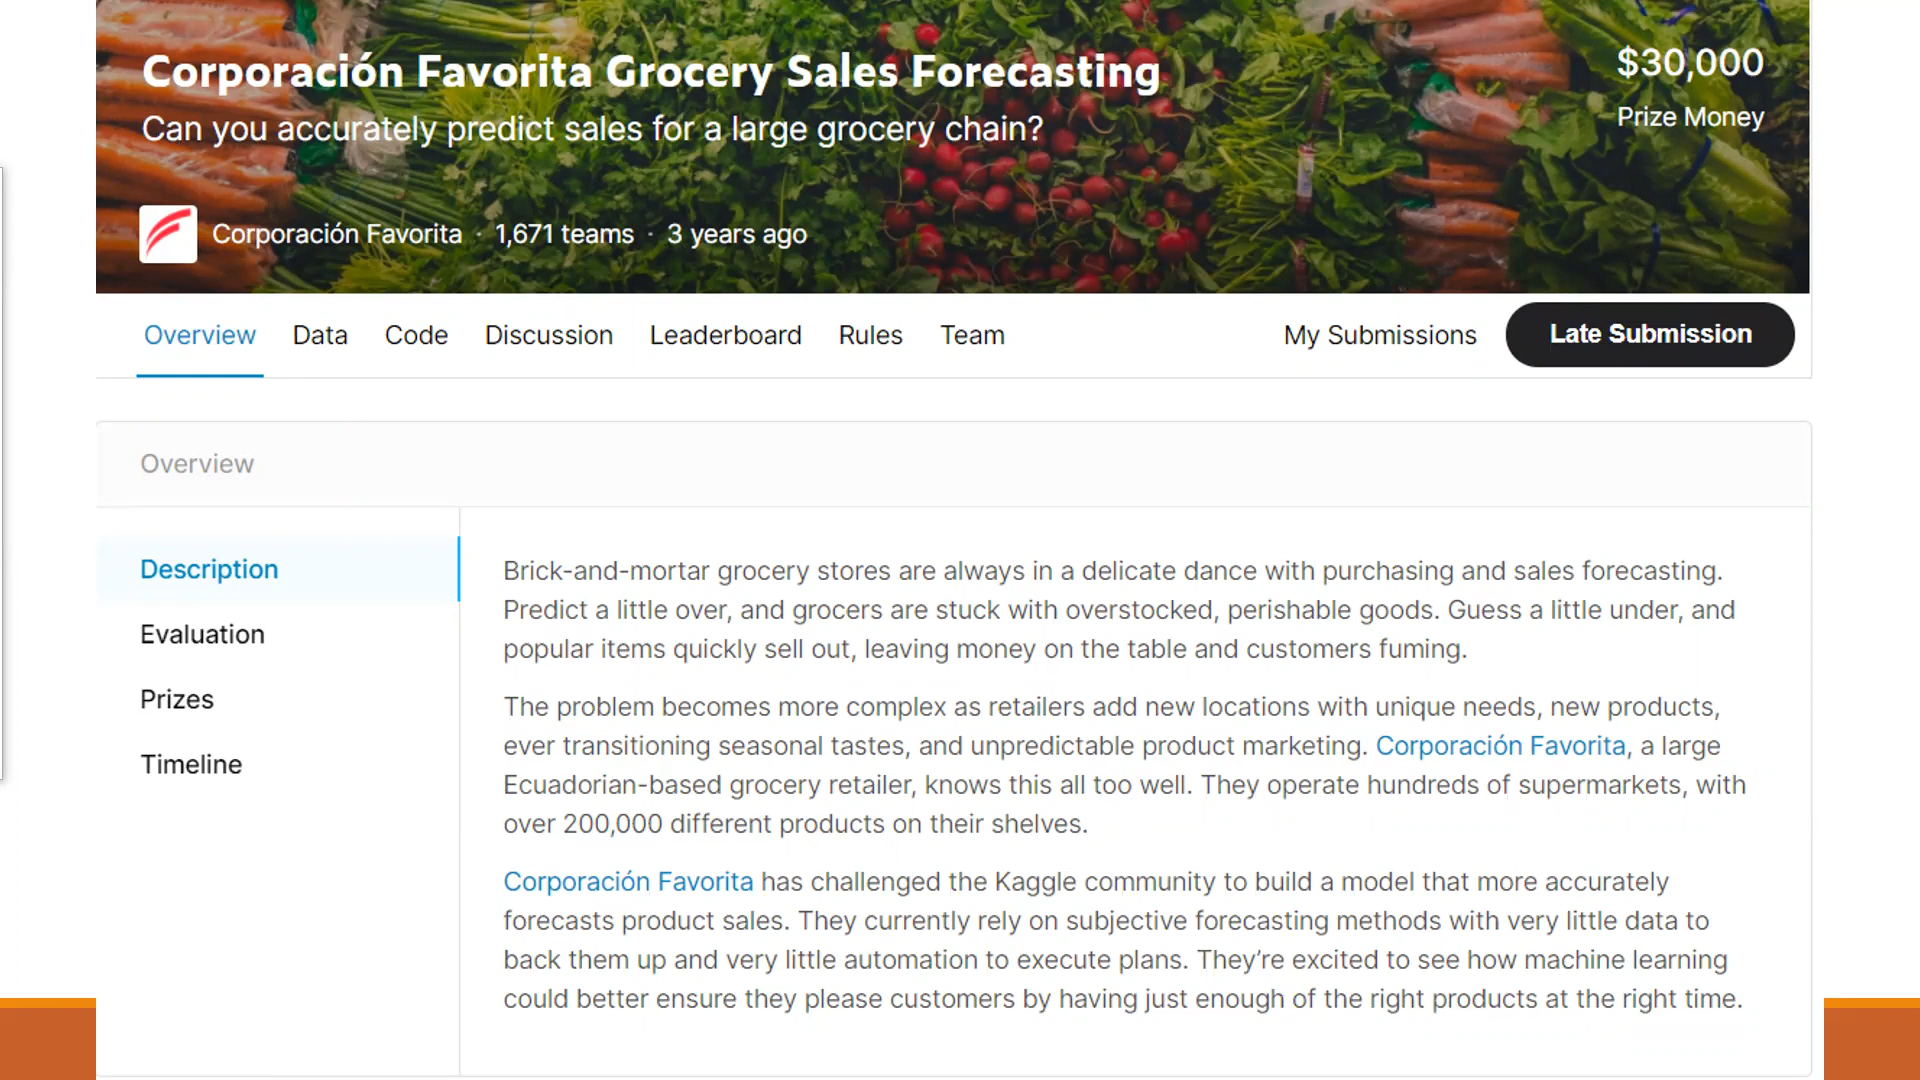 Corporación Favorita Grocery Sales Forecasting
Can you accurately predict sales for a large grocery chain?
$30,000
Prize Money
Corporación Favorita · 1,671 teams · 3 years ago
Overview Data Code Discussion Leaderboard Rules Team My Submissions Late Submission
Overview
Description
Evaluation
Prizes
Timeline
Brick-and-mortar grocery stores are always in a delicate dance with purchasing and sales forecasting.
Predict a little over, and grocers are stuck with overstocked, perishable goods. Guess a little under, and
popular items quickly sell out, leaving money on the table and customers fuming.
The problem becomes more complex as retailers add new locations with unique needs, new products,
ever transitioning seasonal tastes, and unpredictable product marketing. Corporación Favorita, a large
Ecuadorian-based grocery retailer, knows this all too well. They operate hundreds of supermarkets, with
over 200,000 different products on their shelves.
Corporación Favorita has challenged the Kaggle community to build a model that more accurately
forecasts product sales. They currently rely on subjective forecasting methods with very little data to
back them up and very little automation to execute plans. They’re excited to see how machine learning
could better ensure they please customers by having just enough of the right products at the right time.